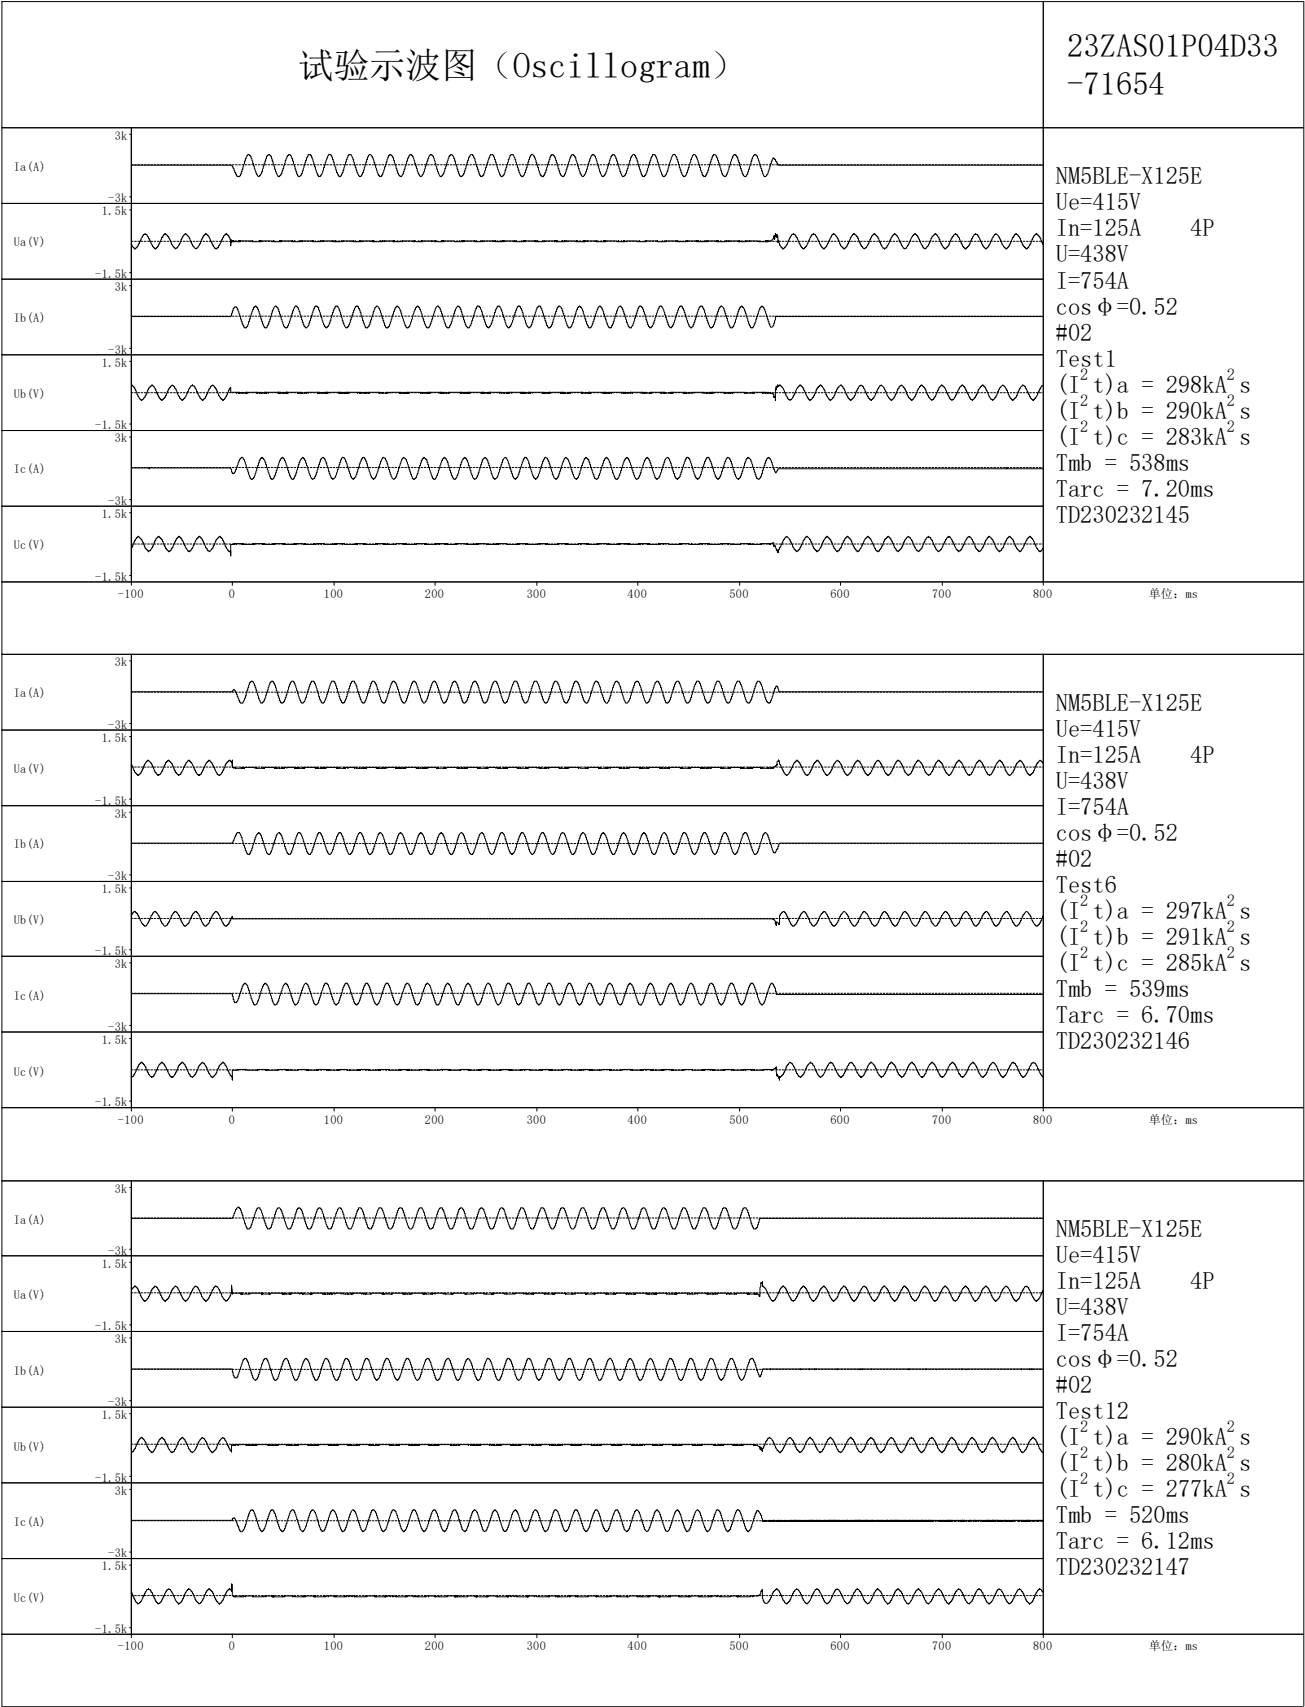 试验示波图（Oscillogram）
23ZAS01P04D33
-71654
3k
Ia(A)
-3k
1.5k
Ua(V)
-1.5k
3k
Ib(A)
-3k
1.5k
Ub(V)
-1.5k
3k
Ic(A)
-3k
1.5k
Uc(V)
-1.5k
-100 0 100 200 300 400 500 600 700 800 单位: ms
NM5BLE-X125E
Ue=415V
In=125A 4P
U=438V
I=754A
cosφ=0.52
#02
Test1
(I²t)a = 298kA²s
(I²t)b = 290kA²s
(I²t)c = 283kA²s
Tmb = 538ms
Tarc = 7.20ms
TD230232145
3k
Ia(A)
-3k
1.5k
Ua(V)
-1.5k
3k
Ib(A)
-3k
1.5k
Ub(V)
-1.5k
3k
Ic(A)
-3k
1.5k
Uc(V)
-1.5k
-100 0 100 200 300 400 500 600 700 800 单位: ms
NM5BLE-X125E
Ue=415V
In=125A 4P
U=438V
I=754A
cosφ=0.52
#02
Test6
(I²t)a = 297kA²s
(I²t)b = 291kA²s
(I²t)c = 285kA²s
Tmb = 539ms
Tarc = 6.70ms
TD230232146
3k
Ia(A)
-3k
1.5k
Ua(V)
-1.5k
3k
Ib(A)
-3k
1.5k
Ub(V)
-1.5k
3k
Ic(A)
-3k
1.5k
Uc(V)
-1.5k
-100 0 100 200 300 400 500 600 700 800 单位: ms
NM5BLE-X125E
Ue=415V
In=125A 4P
U=438V
I=754A
cosφ=0.52
#02
Test12
(I²t)a = 290kA²s
(I²t)b = 280kA²s
(I²t)c = 277kA²s
Tmb = 520ms
Tarc = 6.12ms
TD230232147